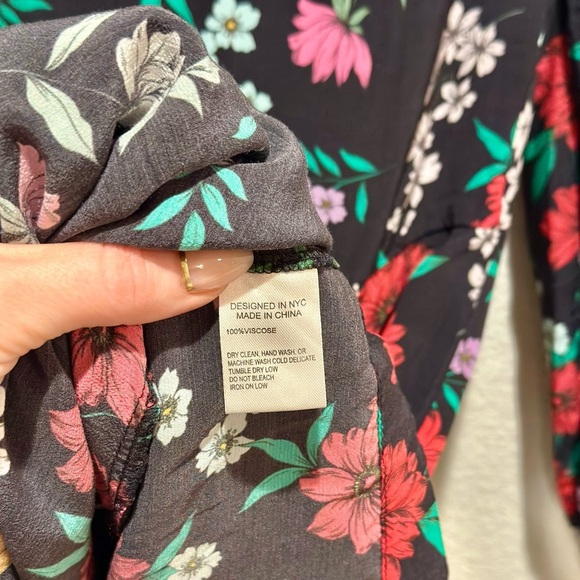 DESIGNED IN NYC
MADE IN CHINA
100%VISCOSE
DRY CLEAN, HAND WASH, OR
MACHINE WASH COLD DELICATE
TUMBLE DRY LOW
DO NOT BLEACH
IRON ON LOW